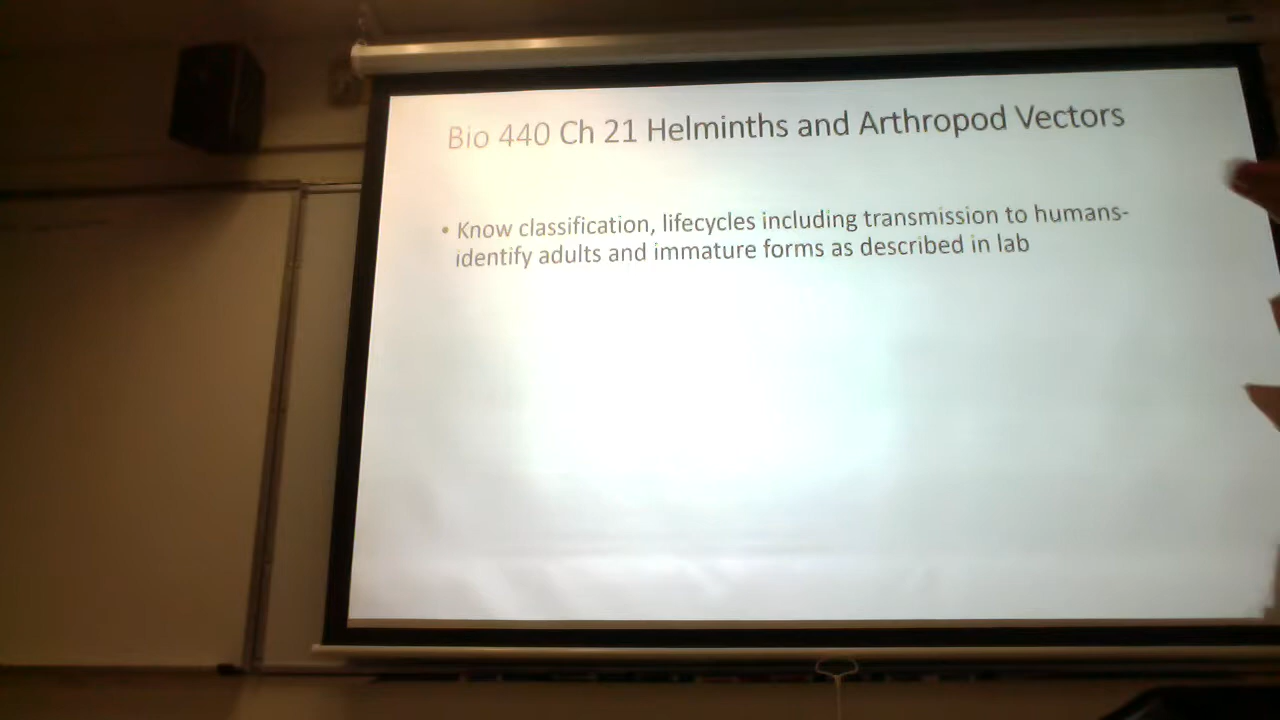 Bio 440 Ch 21 Helminths and Arthropod Vectors
• Know classification, lifecycles including transmission to humans-
identify adults and immature forms as described in lab